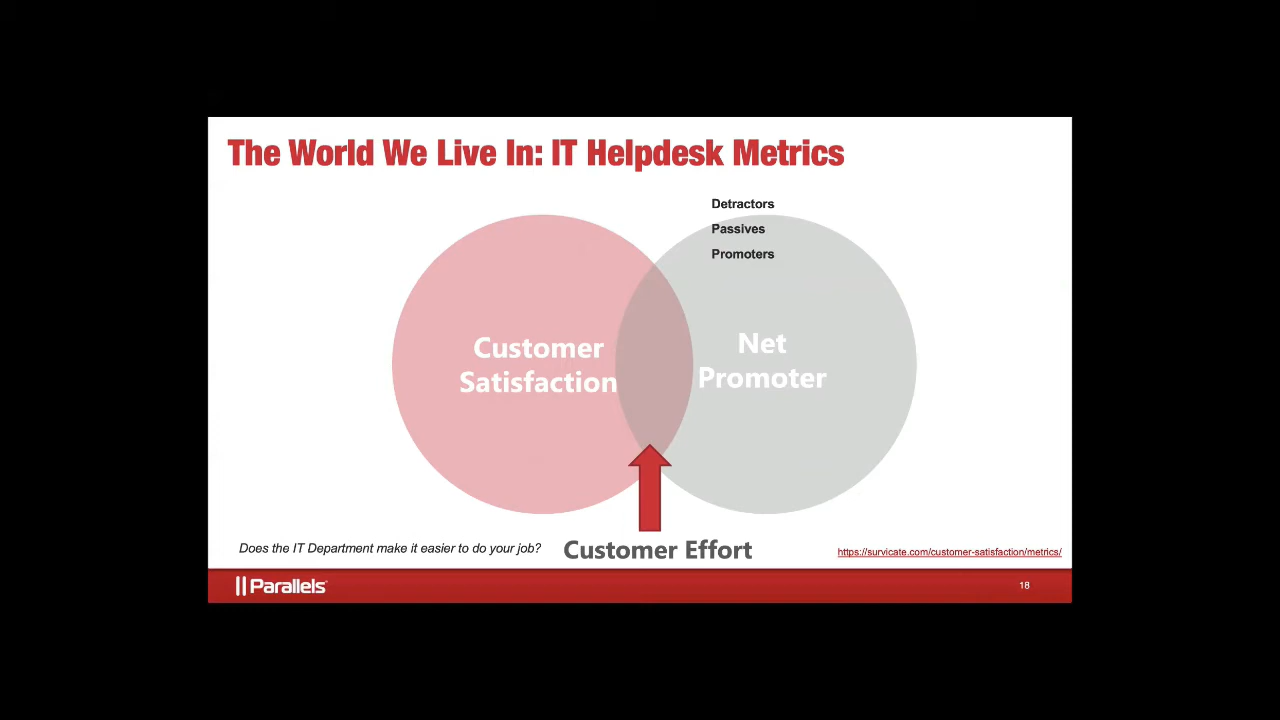 The World We Live In: IT Helpdesk Metrics
Detractors
Passives
Promoters
Customer
Satisfaction
Net
Promoter
Does the IT Department make it easier to do your job?
Customer Effort
https://survicate.com/customer-satisfaction/metrics/
Parallels
18